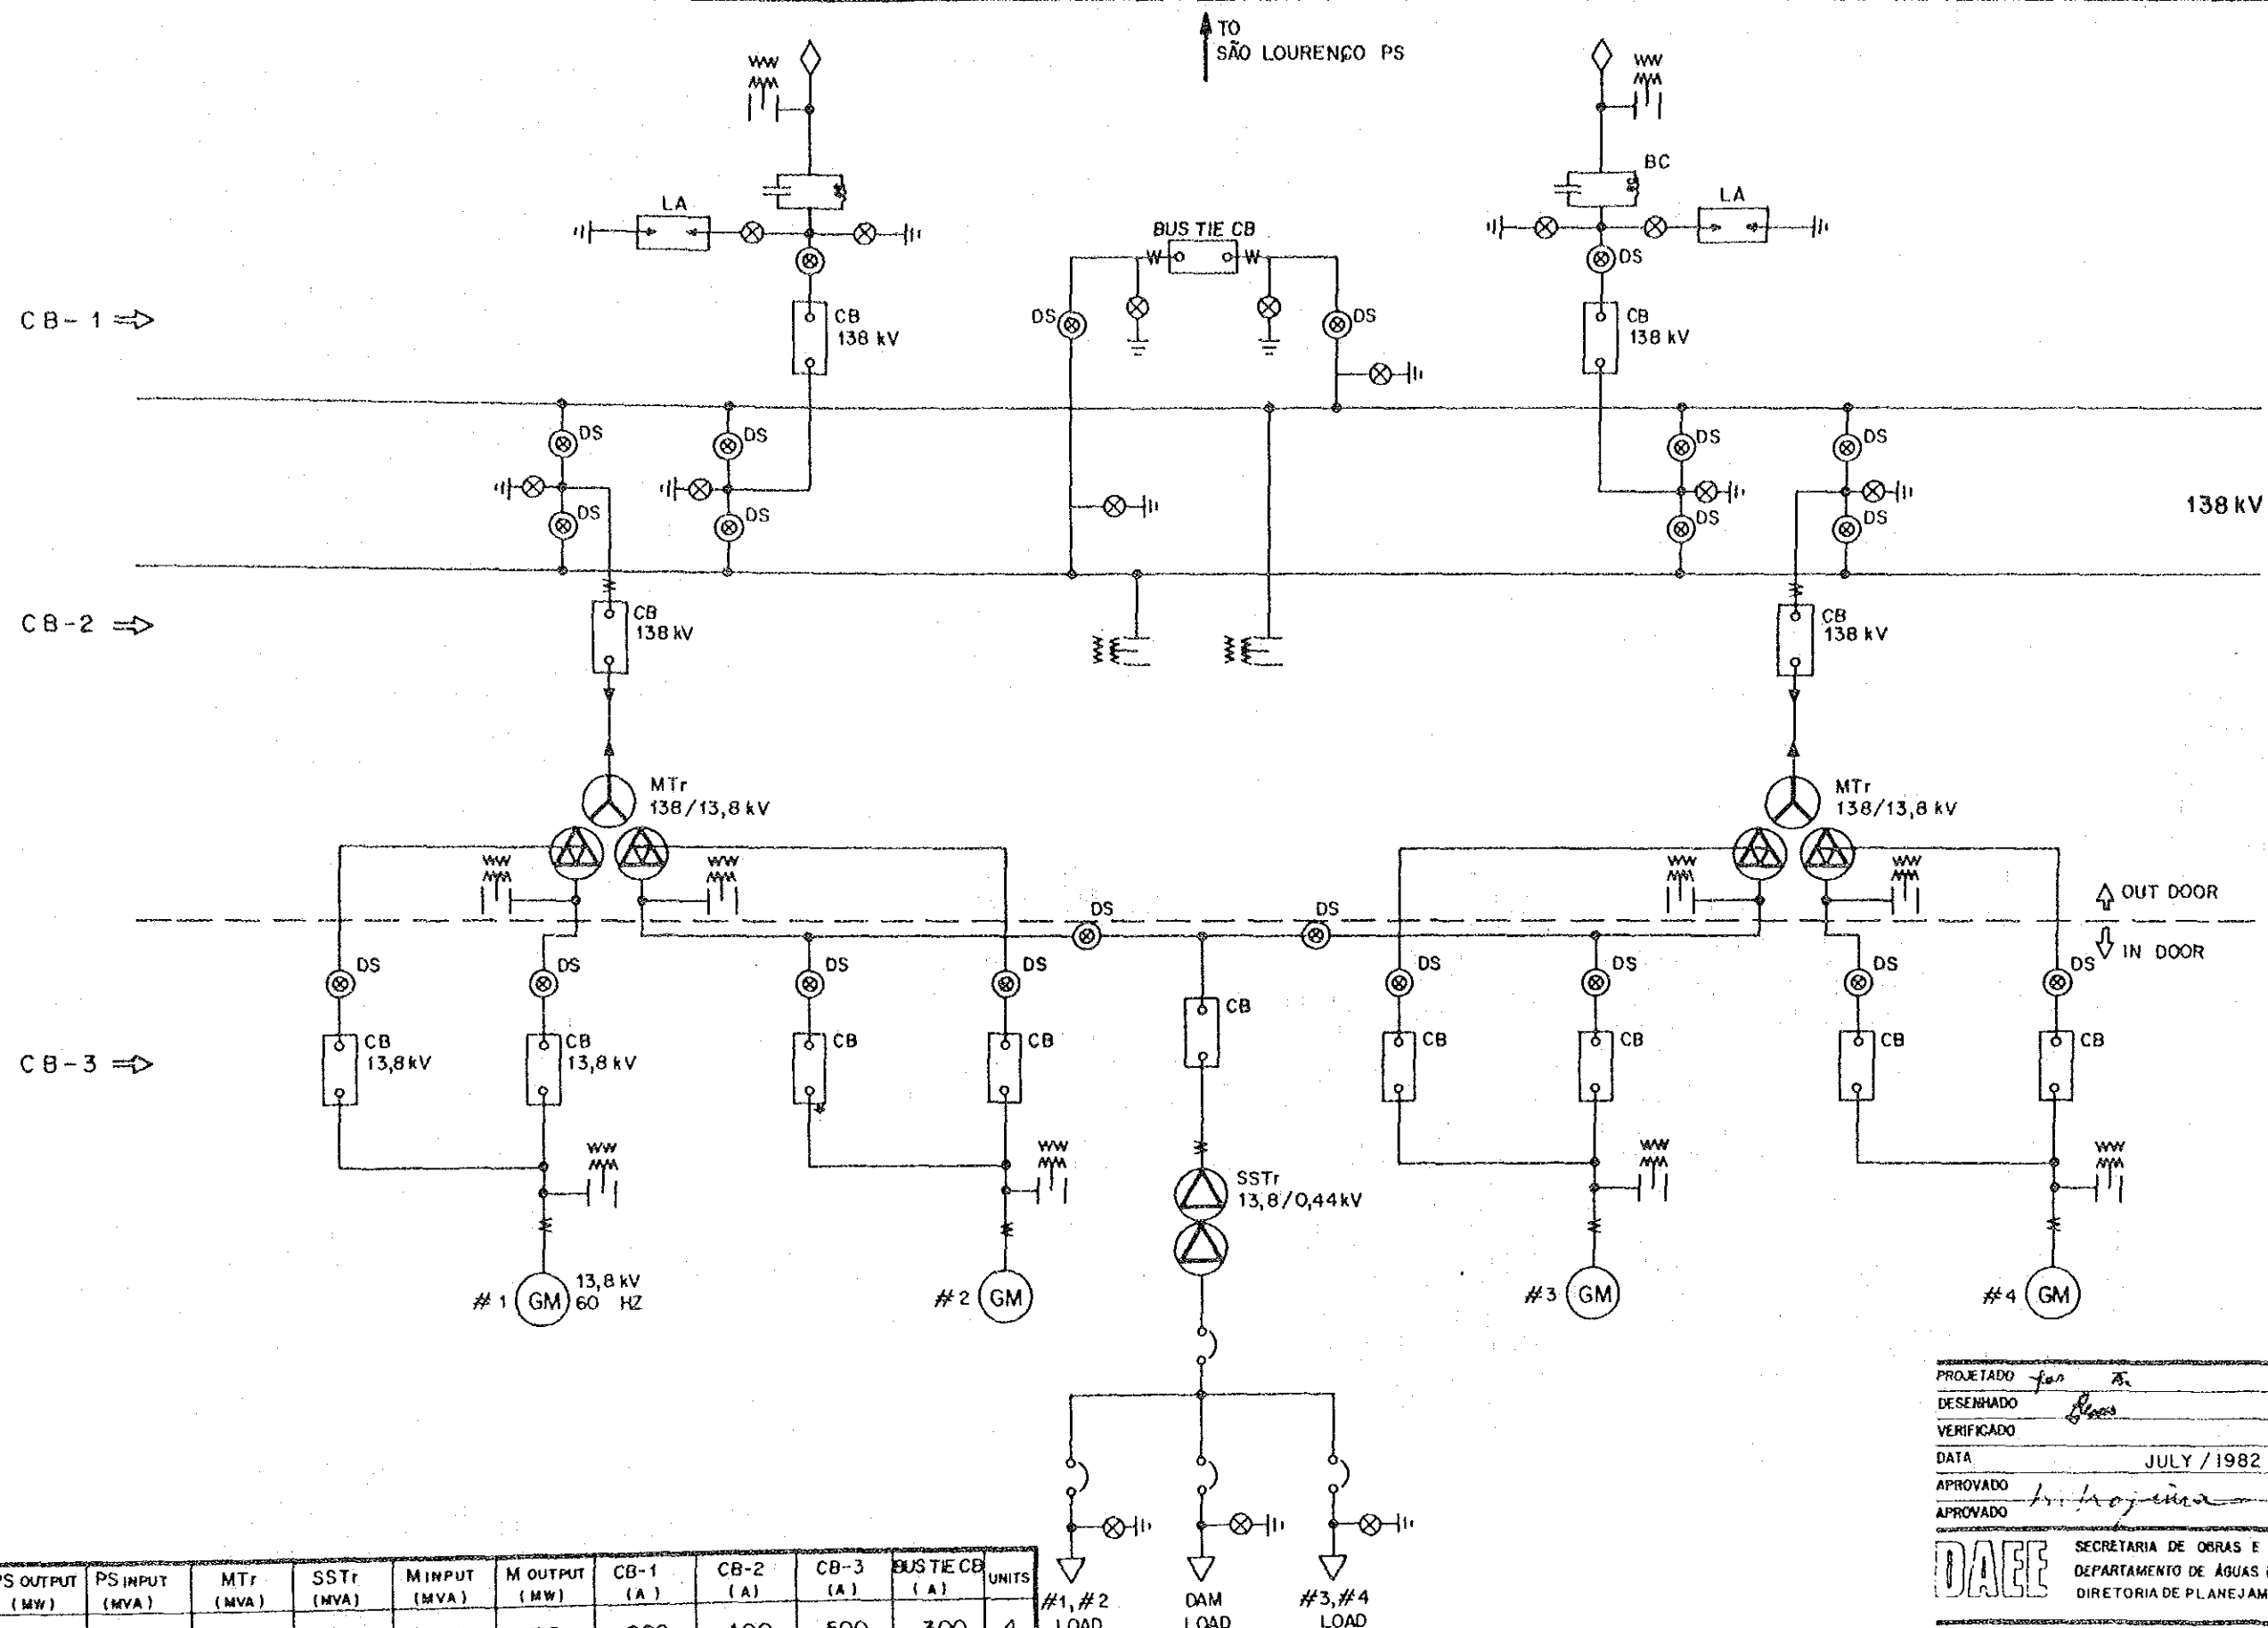 TO
SÃO LOURENÇO PS
BC
LA
LA
BUS TIE CB
DS
CB-1 ⇒
CB
138 kV
DS
DS
CB
138 kV
DS
DS
DS
DS
DS
DS
DS
DS
138 kV
CB-2 ⇒
CB
138 kV
CB
138 kV
MTr
138/13,8 kV
MTr
138/13,8 kV
OUT DOOR
DS
DS
IN DOOR
DS
DS
DS
DS
DS
DS
DS
DS
CB
CB-3 ⇒
CB
13,8 kV
CB
13,8 kV
CB
CB
CB
CB
CB
CB
SSTr
13,8/0,44 kV
#1 GM 13,8 kV
60 HZ
#2 GM
#3 GM
#4 GM
PROJETADO
DESENHADO
VERIFICADO
DATA JULY / 1982
APROVADO
APROVADO
DAEE
SECRETARIA DE OBRAS E
DEPARTAMENTO DE ÁGUAS
DIRETORIA DE PLANEJAM
PS OUTPUT (MW) PS INPUT (MVA) MTr (MVA) SSTr (MVA) M INPUT (MVA) M OUTPUT (MW) CB-1 (A) CB-2 (A) CB-3 (A) BUS TIE CB (A) UNITS
300 4
#1, #2
LOAD
DAM
LOAD
#3, #4
LOAD